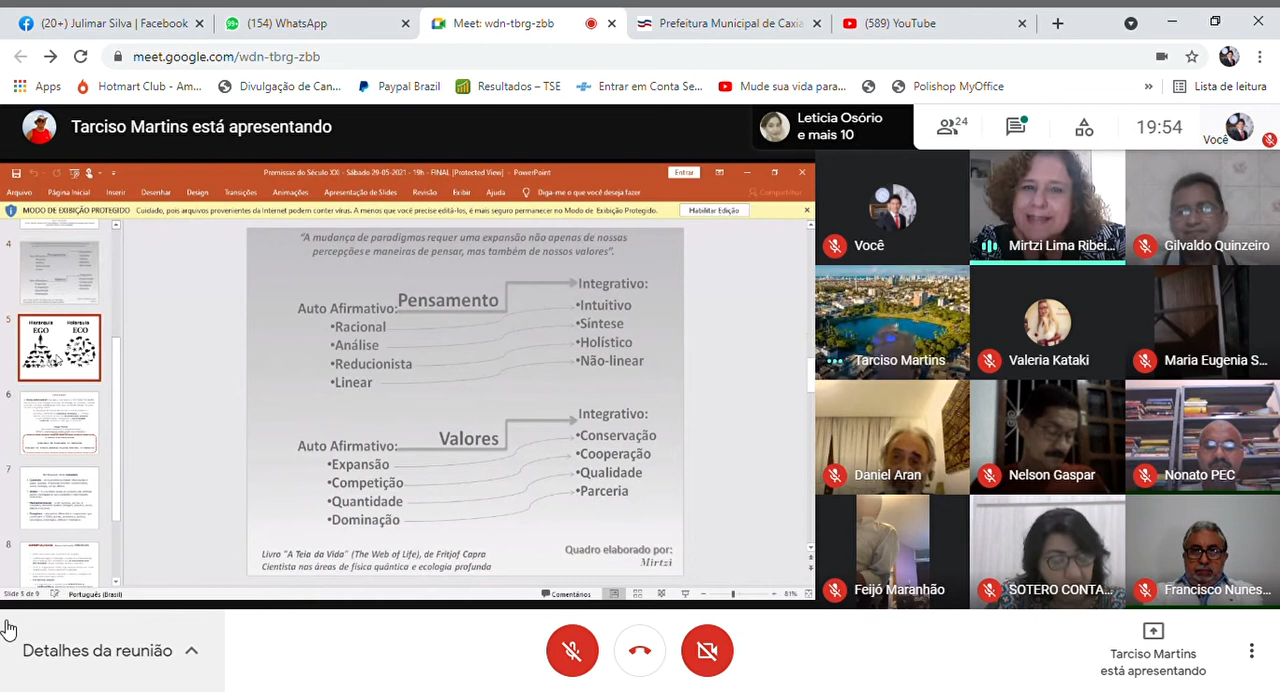 (20+) Julimar Silva | Facebook
(154) WhatsApp
Meet: wdn-tbrg-zbb
Prefeitura Municipal de Caxia
(589) YouTube
meet.google.com/wdn-tbrg-zbb
Apps
Hotmart Club - Am...
Divulgação de Can...
Paypal Brazil
Resultados – TSE
Entrar em Conta Se...
Mude sua vida para...
Polishop MyOffice
»
Lista de leitura
Tarciso Martins está apresentando
Leticia Osório
e mais 10
24
19:54
Você
Premissas do Século XXI - Sábado 29-05-2021 - 19h - FINAL [Protected View] - PowerPoint
Entrar
Arquivo
Página Inicial
Inserir
Desenhar
Design
Transições
Animações
Apresentação de Slides
Revisão
Exibir
Ajuda
Diga-me o que você deseja fazer
Compartilhar
MODO DE EXIBIÇÃO PROTEGIDO
Cuidado, pois arquivos provenientes da Internet podem conter vírus. A menos que você precise editá-los, é mais seguro permanecer no Modo de Exibição Protegido.
Habilitar Edição
4
5
EGO
ECO
6
7
8
"A mudança de paradigmas requer uma expansão não apenas de nossas
percepções e maneiras de pensar, mas também de nossos valores".
Pensamento
Auto Afirmativo:
•Racional
•Análise
•Reducionista
•Linear
Integrativo:
•Intuitivo
•Síntese
•Holístico
•Não-linear
Valores
Auto Afirmativo:
•Expansão
•Competição
•Quantidade
•Dominação
Integrativo:
•Conservação
•Cooperação
•Qualidade
•Parceria
Livro "A Teia da Vida" (The Web of Life), de Fritjof Capra
Cientista nas áreas de física quântica e ecologia profunda
Quadro elaborado por:
Mirtzi
Slide 5 de 9
Português (Brasil)
Comentários
81%
Você
Mirtzi Lima Ribei...
Gilvaldo Quinzeiro
Tarciso Martins
Valeria Kataki
Maria Eugenia S...
Daniel Aran
Nelson Gaspar
Nonato PEC
Feijó Maranhão
SOTERO CONTA...
Francisco Nunes...
Detalhes da reunião
Tarciso Martins
está apresentando